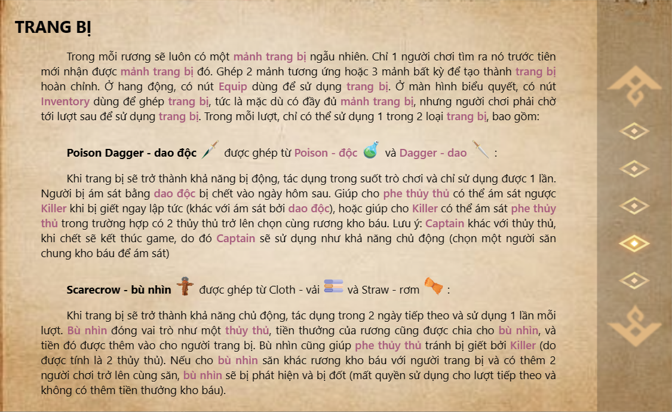 TRANG BỊ
Trong mỗi rương sẽ luôn có một mảnh trang bị ngẫu nhiên. Chỉ 1 người chơi tìm ra nó trước tiên
mới nhận được mảnh trang bị đó. Ghép 2 mảnh tương ứng hoặc 3 mảnh bất kỳ để tạo thành trang bị
hoàn chỉnh. Ở hang động, có nút Equip dùng để sử dụng trang bị. Ở màn hình biểu quyết, có nút
Inventory dùng để ghép trang bị, tức là mặc dù có đầy đủ mảnh trang bị, nhưng người chơi phải chờ
tới lượt sau để sử dụng trang bị. Trong mỗi lượt, chỉ có thể sử dụng 1 trong 2 loại trang bị, bao gồm:
Poison Dagger - dao độc được ghép từ Poison - độc và Dagger - dao :
Khi trang bị sẽ trở thành khả năng bị động, tác dụng trong suốt trò chơi và chỉ sử dụng được 1 lần.
Người bị ám sát bằng dao độc bị chết vào ngày hôm sau. Giúp cho phe thủy thủ có thể ám sát ngược
Killer khi bị giết ngay lập tức (khác với ám sát bởi dao độc), hoặc giúp cho Killer có thể ám sát phe thủy
thủ trong trường hợp có 2 thủy thủ trở lên chọn cùng rương kho báu. Lưu ý: Captain khác với thủy thủ,
khi chết sẽ kết thúc game, do đó Captain sẽ sử dụng như khả năng chủ động (chọn một người săn
chung kho báu để ám sát)
Scarecrow - bù nhìn được ghép từ Cloth - vải và Straw - rơm :
Khi trang bị sẽ trở thành khả năng chủ động, tác dụng trong 2 ngày tiếp theo và sử dụng 1 lần mỗi
lượt. Bù nhìn đóng vai trò như một thủy thủ, tiền thưởng của rương cũng được chia cho bù nhìn, và
tiền đó được thêm vào cho người trang bị. Bù nhìn cũng giúp phe thủy thủ tránh bị giết bởi Killer (do
được tính là 2 thủy thủ). Nếu cho bù nhìn săn khác rương kho báu với người trang bị và có thêm 2
người chơi trở lên cùng săn, bù nhìn sẽ bị phát hiện và bị đốt (mất quyền sử dụng cho lượt tiếp theo và
không có thêm tiền thưởng kho báu).